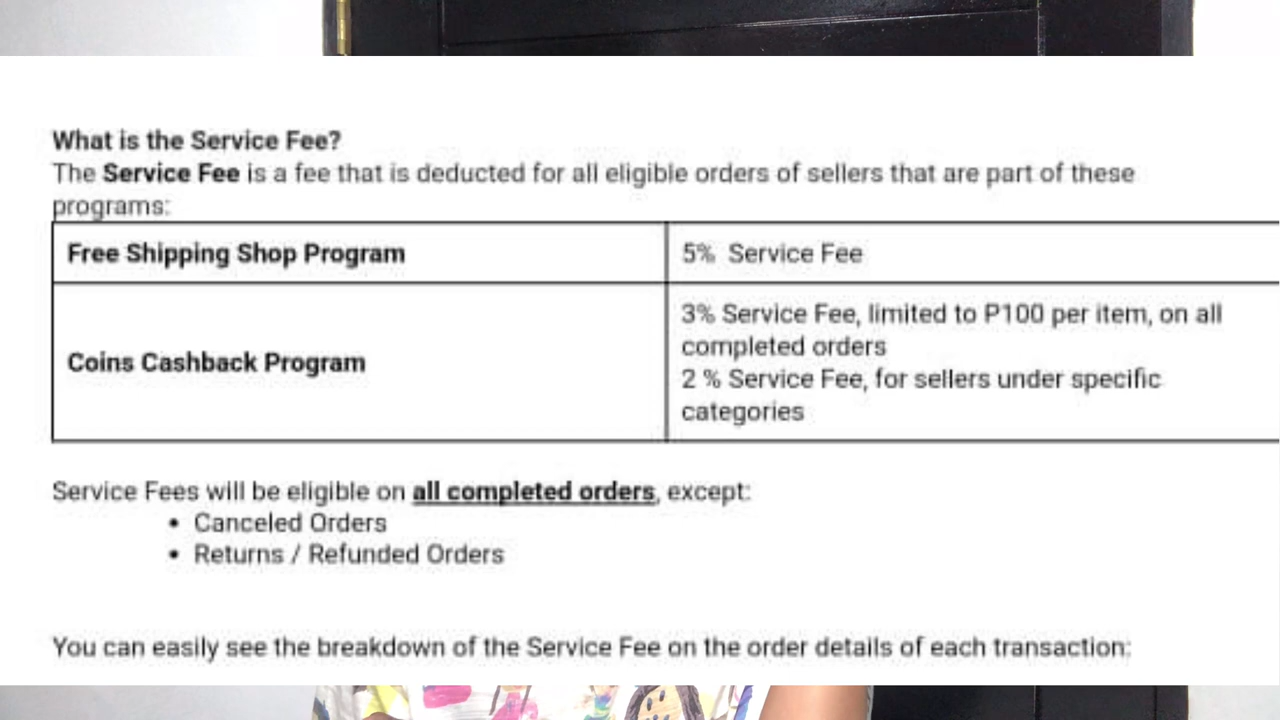 What is the Service Fee?
The Service Fee is a fee that is deducted for all eligible orders of sellers that are part of these
programs:
Free Shipping Shop Program
5% Service Fee
Coins Cashback Program
3% Service Fee, limited to P100 per item, on all
completed orders
2 % Service Fee, for sellers under specific
categories
Service Fees will be eligible on all completed orders, except:
• Canceled Orders
• Returns / Refunded Orders
You can easily see the breakdown of the Service Fee on the order details of each transaction: